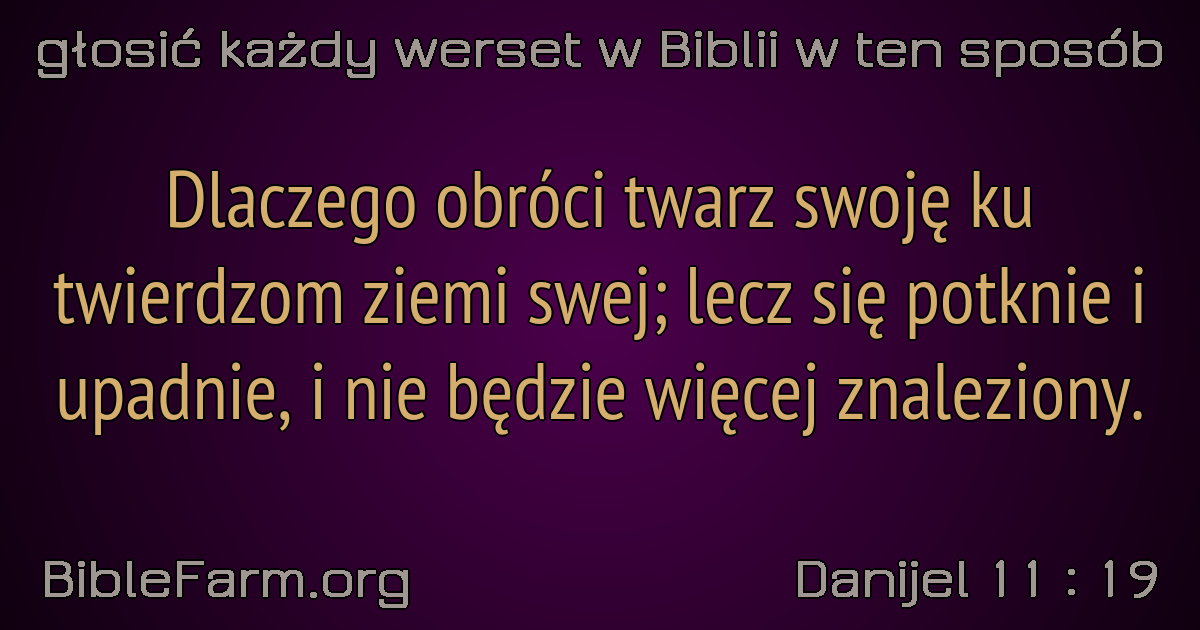 głosić każdy werset w Biblii w ten sposób
Dlaczego obróci twarz swoję ku
twierdzom ziemi swej; lecz się potknie i
upadnie, i nie będzie więcej znaleziony.
BibleFarm.org
Danijel 11 : 19